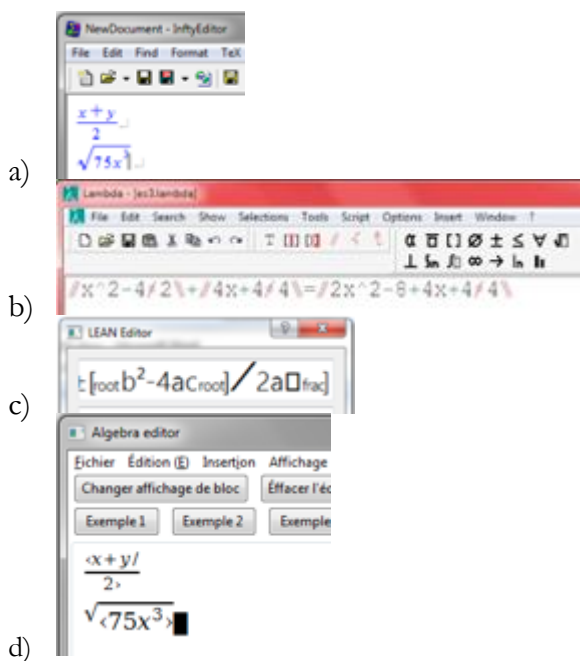 NewDocument - InftyEditor
File Edit Find Format TeX
x + y
2
√75x³
a)
Lambda - [es3.lambda]
File Edit Search Show Selections Tools Script Options Insert Window ?
//x^2-4/2\+//4x+4/4\=//2x^2-8+4x+4/4\
b)
LEAN Editor
[root b²-4ac root]/2a□frac]
c)
Algebra editor
Fichier Édition (E) Insertion Affichage
Changer affichage de bloc Éffacer l'éc
Exemple 1 Exemple 2 Exemple
‹x + y/
2›
√‹75x³›
d)